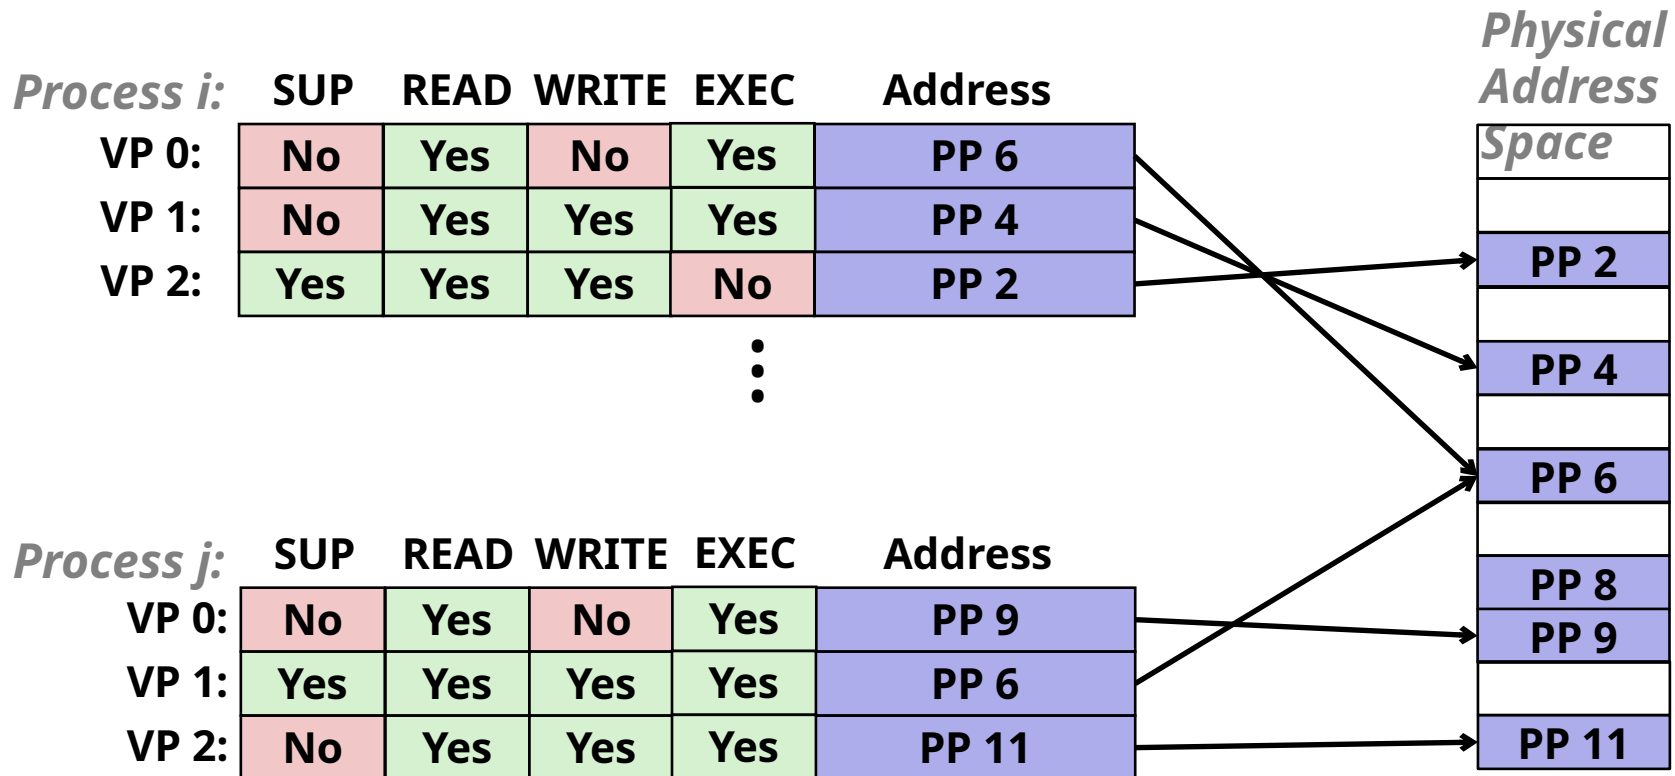 Physical
Address
Space
Process i: SUP READ WRITE EXEC Address
VP 0: No Yes No Yes PP 6
VP 1: No Yes Yes Yes PP 4
VP 2: Yes Yes Yes No PP 2
Process j: SUP READ WRITE EXEC Address
VP 0: No Yes No Yes PP 9
VP 1: Yes Yes Yes Yes PP 6
VP 2: No Yes Yes Yes PP 11
PP 2
PP 4
PP 6
PP 8
PP 9
PP 11